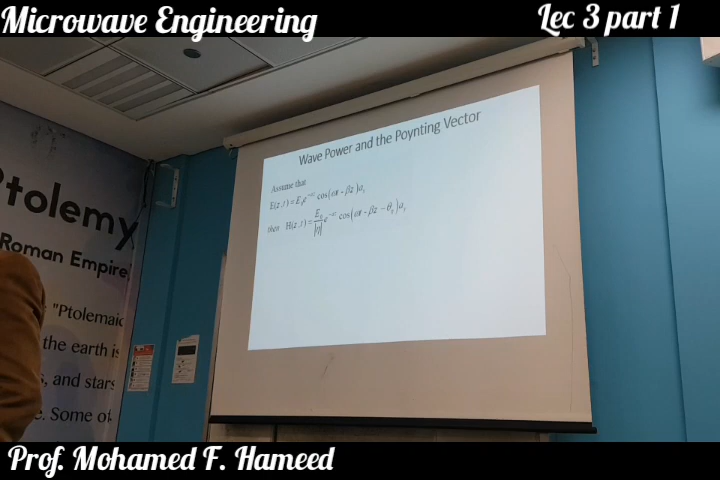 Microwave Engineering
Lec 3 part 1
Wave Power and the Poynting Vector
Assume that
E(z,t) = E₀e^(-αz) cos(ωt - βz)aₓ
then H(z,t) = E₀/|η| e^(-αz) cos(ωt - βz - θ_η)a_y
Ptolemy
Roman Empire,
"Ptolemaic
the earth is
, and stars
. Some of
Prof. Mohamed F. Hameed